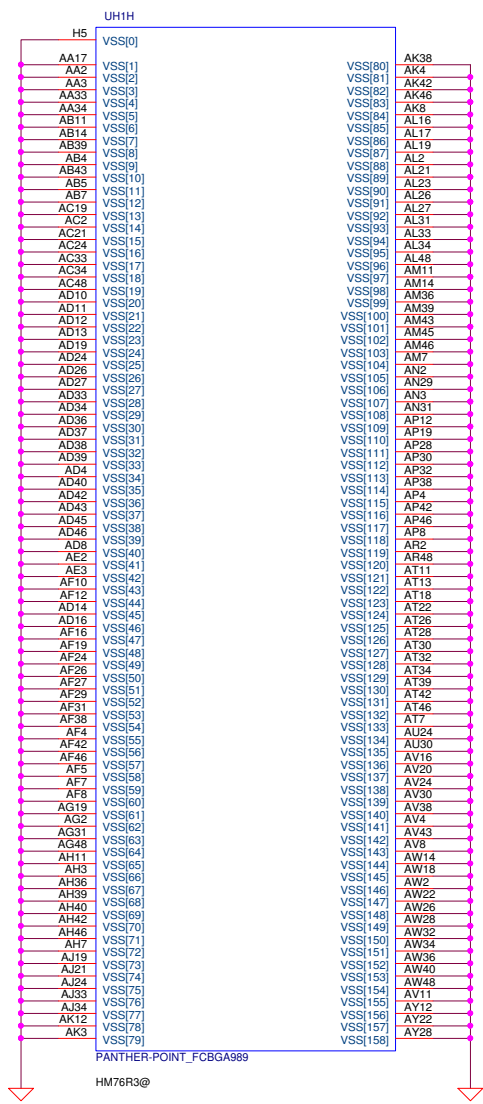 UH1H
H5 VSS[0]
AA17 VSS[1] VSS[80] AK38
AA2 VSS[2] VSS[81] AK4
AA3 VSS[3] VSS[82] AK42
AA33 VSS[4] VSS[83] AK46
AA34 VSS[5] VSS[84] AK8
AB11 VSS[6] VSS[85] AL16
AB14 VSS[7] VSS[86] AL17
AB39 VSS[8] VSS[87] AL19
AB4 VSS[9] VSS[88] AL2
AB43 VSS[10] VSS[89] AL21
AB5 VSS[11] VSS[90] AL23
AB7 VSS[12] VSS[91] AL26
AC19 VSS[13] VSS[92] AL27
AC2 VSS[14] VSS[93] AL31
AC21 VSS[15] VSS[94] AL33
AC24 VSS[16] VSS[95] AL34
AC33 VSS[17] VSS[96] AL48
AC34 VSS[18] VSS[97] AM11
AC48 VSS[19] VSS[98] AM14
AD10 VSS[20] VSS[99] AM36
AD11 VSS[21] VSS[100] AM39
AD12 VSS[22] VSS[101] AM43
AD13 VSS[23] VSS[102] AM45
AD19 VSS[24] VSS[103] AM46
AD24 VSS[25] VSS[104] AM7
AD26 VSS[26] VSS[105] AN2
AD27 VSS[27] VSS[106] AN29
AD33 VSS[28] VSS[107] AN3
AD34 VSS[29] VSS[108] AN31
AD36 VSS[30] VSS[109] AP12
AD37 VSS[31] VSS[110] AP19
AD38 VSS[32] VSS[111] AP28
AD39 VSS[33] VSS[112] AP30
AD4 VSS[34] VSS[113] AP32
AD40 VSS[35] VSS[114] AP38
AD42 VSS[36] VSS[115] AP4
AD43 VSS[37] VSS[116] AP42
AD45 VSS[38] VSS[117] AP46
AD46 VSS[39] VSS[118] AP8
AD8 VSS[40] VSS[119] AR2
AE2 VSS[41] VSS[120] AR48
AE3 VSS[42] VSS[121] AT11
AF10 VSS[43] VSS[122] AT13
AF12 VSS[44] VSS[123] AT18
AD14 VSS[45] VSS[124] AT22
AD16 VSS[46] VSS[125] AT26
AF16 VSS[47] VSS[126] AT28
AF19 VSS[48] VSS[127] AT30
AF24 VSS[49] VSS[128] AT32
AF26 VSS[50] VSS[129] AT34
AF27 VSS[51] VSS[130] AT39
AF29 VSS[52] VSS[131] AT42
AF31 VSS[53] VSS[132] AT46
AF38 VSS[54] VSS[133] AT7
AF4 VSS[55] VSS[134] AU24
AF42 VSS[56] VSS[135] AU30
AF46 VSS[57] VSS[136] AV16
AF5 VSS[58] VSS[137] AV20
AF7 VSS[59] VSS[138] AV24
AF8 VSS[60] VSS[139] AV30
AG19 VSS[61] VSS[140] AV38
AG2 VSS[62] VSS[141] AV4
AG31 VSS[63] VSS[142] AV43
AG48 VSS[64] VSS[143] AV8
AH11 VSS[65] VSS[144] AW14
AH3 VSS[66] VSS[145] AW18
AH36 VSS[67] VSS[146] AW2
AH39 VSS[68] VSS[147] AW22
AH40 VSS[69] VSS[148] AW26
AH42 VSS[70] VSS[149] AW28
AH46 VSS[71] VSS[150] AW32
AH7 VSS[72] VSS[151] AW34
AJ19 VSS[73] VSS[152] AW36
AJ21 VSS[74] VSS[153] AW40
AJ24 VSS[75] VSS[154] AW48
AJ33 VSS[76] VSS[155] AV11
AJ34 VSS[77] VSS[156] AY12
AK12 VSS[78] VSS[157] AY22
AK3 VSS[79] VSS[158] AY28
PANTHER-POINT_FCBGA989
HM76R3@